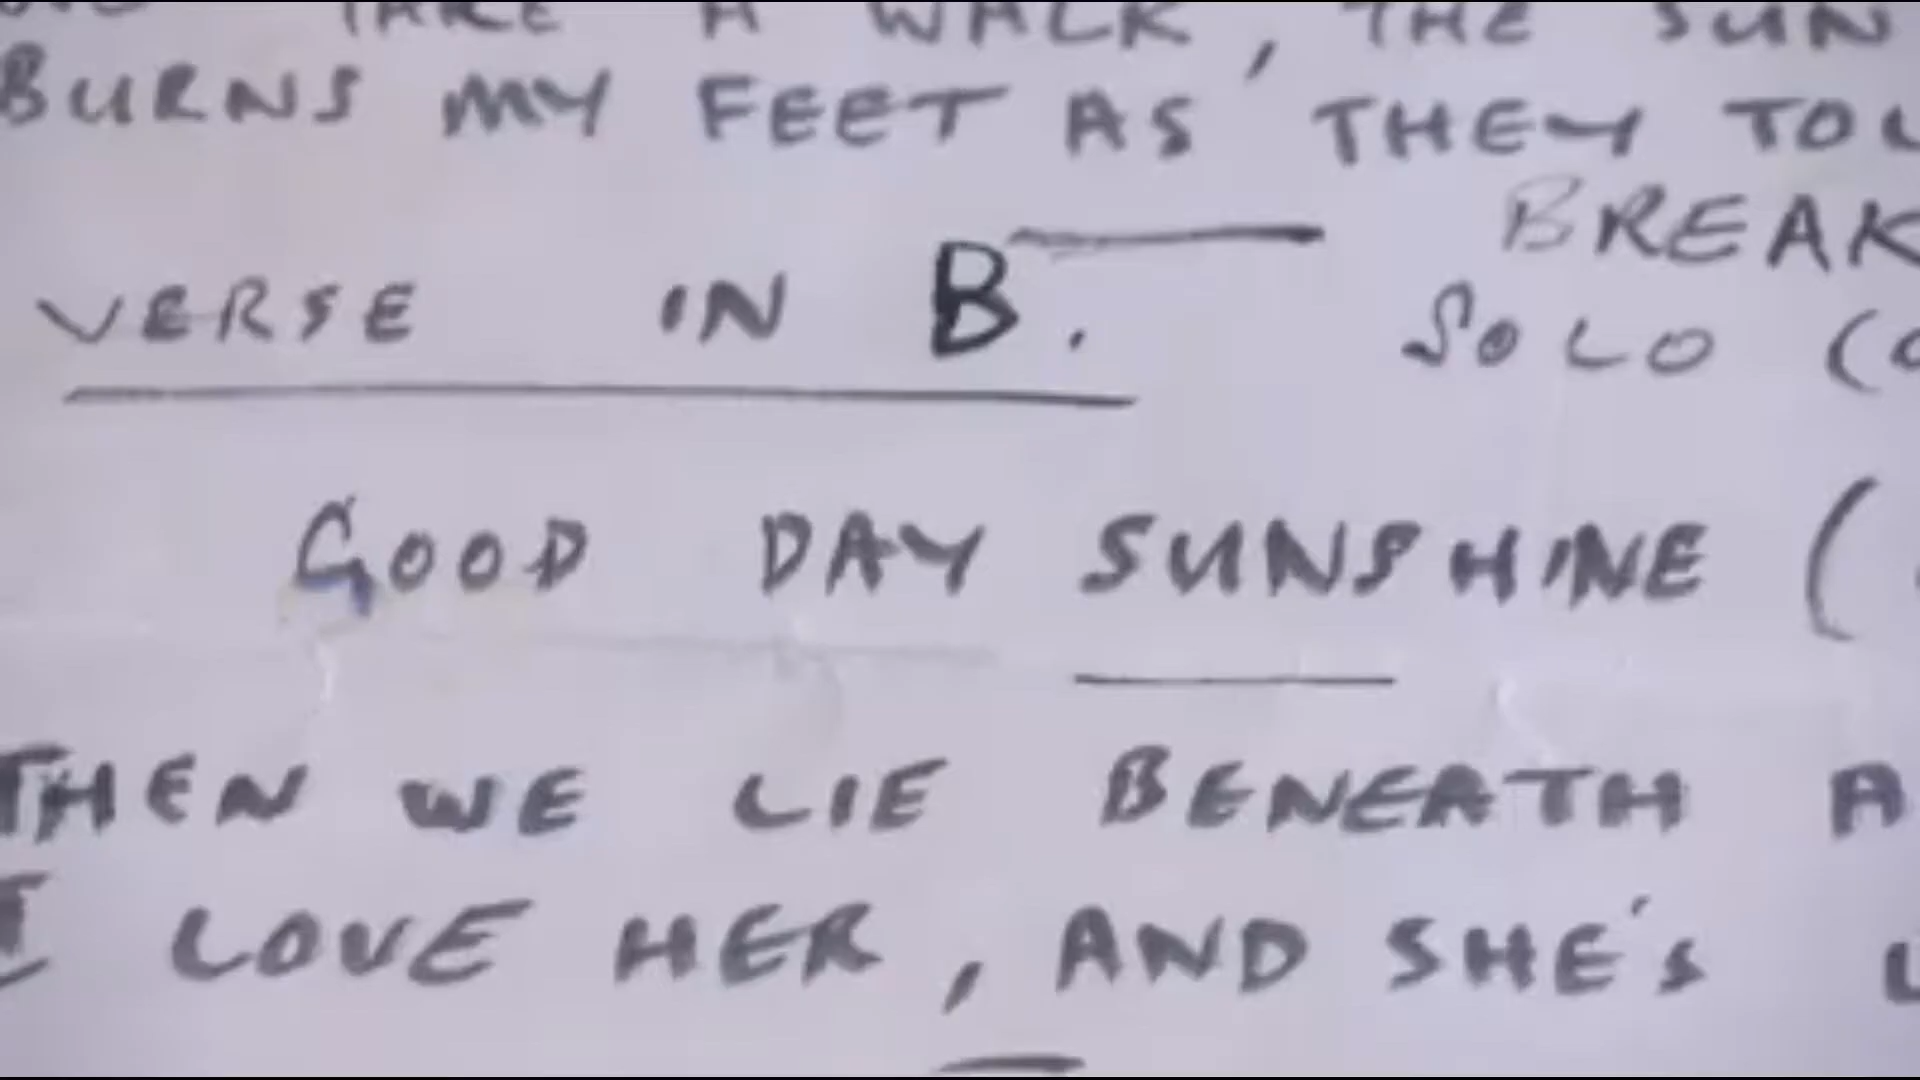 TAKE A WALK, THE SUN
BURNS MY FEET AS THEY TOU
BREAK
VERSE IN B.
SOLO (
GOOD DAY SUNSHINE (
THEN WE LIE BENEATH A
I LOVE HER, AND SHE'S